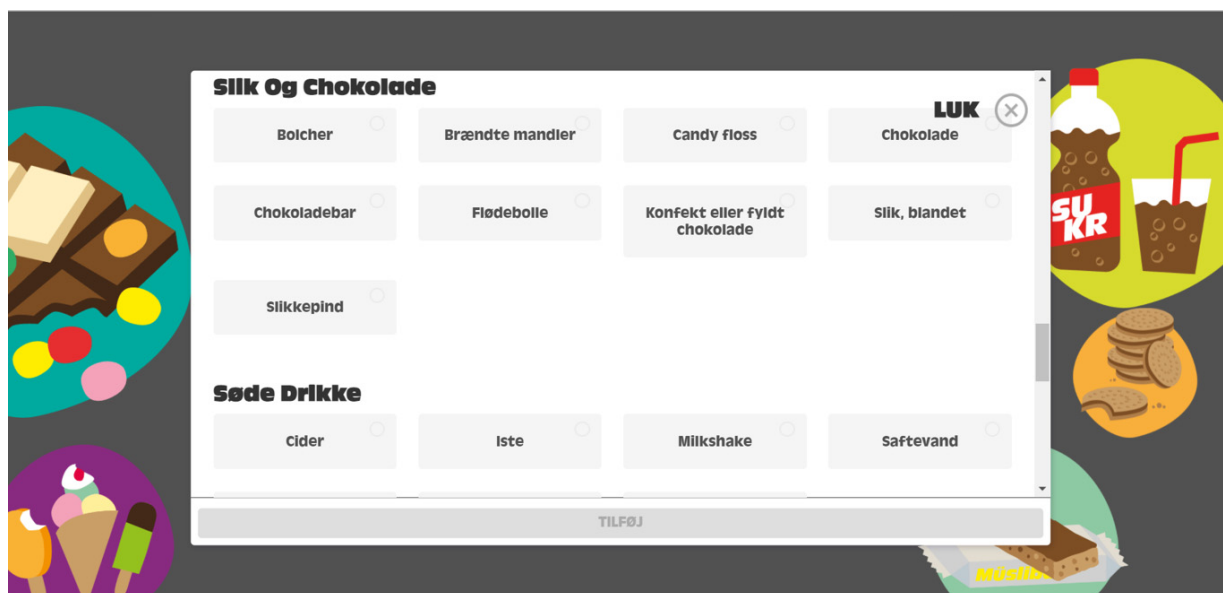 Slik Og Chokolade
LUK
Bolcher
Brændte mandler
Candy floss
Chokolade
Chokoladebar
Flødebolle
Konfekt eller fyldt
chokolade
Slik, blandet
Slikkepind
Søde Drikke
Cider
Iste
Milkshake
Saftevand
TILFØJ
SU
KR